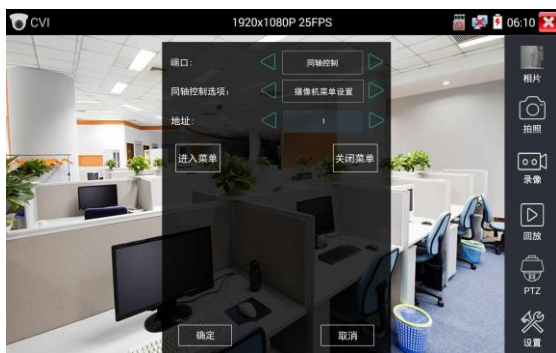 CVI 1920x1080P 25FPS 06:10
端口: 同轴控制
同轴控制选项: 摄像机菜单设置
地址: 1
进入菜单 关闭菜单
确定 取消
相片
拍照
录像
回放
PTZ
设置